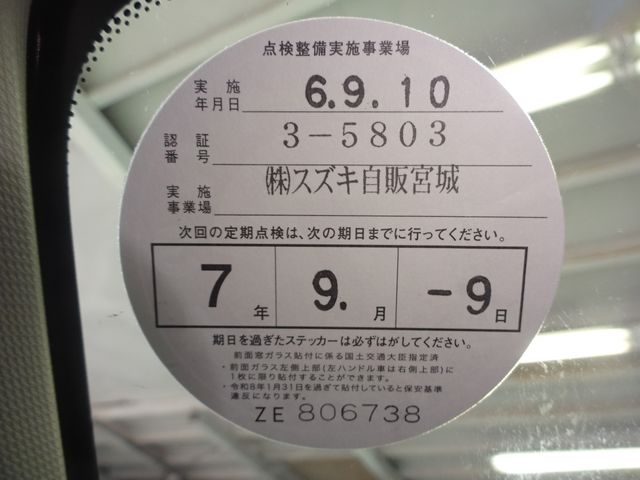 点検整備実施事業場
実施年月日 6.9.10
認証番号 3-5803
実施事業場 ㈱スズキ自販宮城
次回の定期点検は、次の期日までに行ってください。
7年 9.月 -9日
期日を過ぎたステッカーは必ずはがしてください。
前面窓ガラス貼付に係る国土交通大臣指定済
・前面ガラス左側上部(左ハンドル車は右側上部)に
1枚に限り貼付することができます。
・令和8年1月31日を過ぎて貼付していると保安基準
違反になります。
ZE 806738